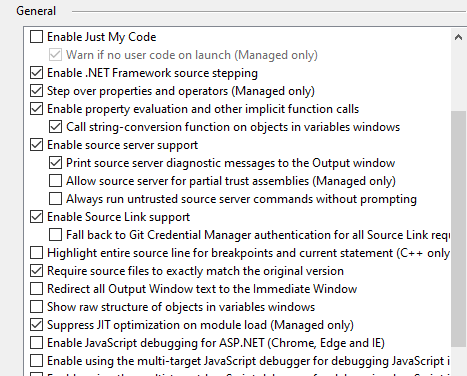 General
Enable Just My Code
Warn if no user code on launch (Managed only)
Enable .NET Framework source stepping
Step over properties and operators (Managed only)
Enable property evaluation and other implicit function calls
Call string-conversion function on objects in variables windows
Enable source server support
Print source server diagnostic messages to the Output window
Allow source server for partial trust assemblies (Managed only)
Always run untrusted source server commands without prompting
Enable Source Link support
Fall back to Git Credential Manager authentication for all Source Link requ
Highlight entire source line for breakpoints and current statement (C++ only
Require source files to exactly match the original version
Redirect all Output Window text to the Immediate Window
Show raw structure of objects in variables windows
Suppress JIT optimization on module load (Managed only)
Enable JavaScript debugging for ASP.NET (Chrome, Edge and IE)
Enable using the multi-target JavaScript debugger for debugging JavaScript i